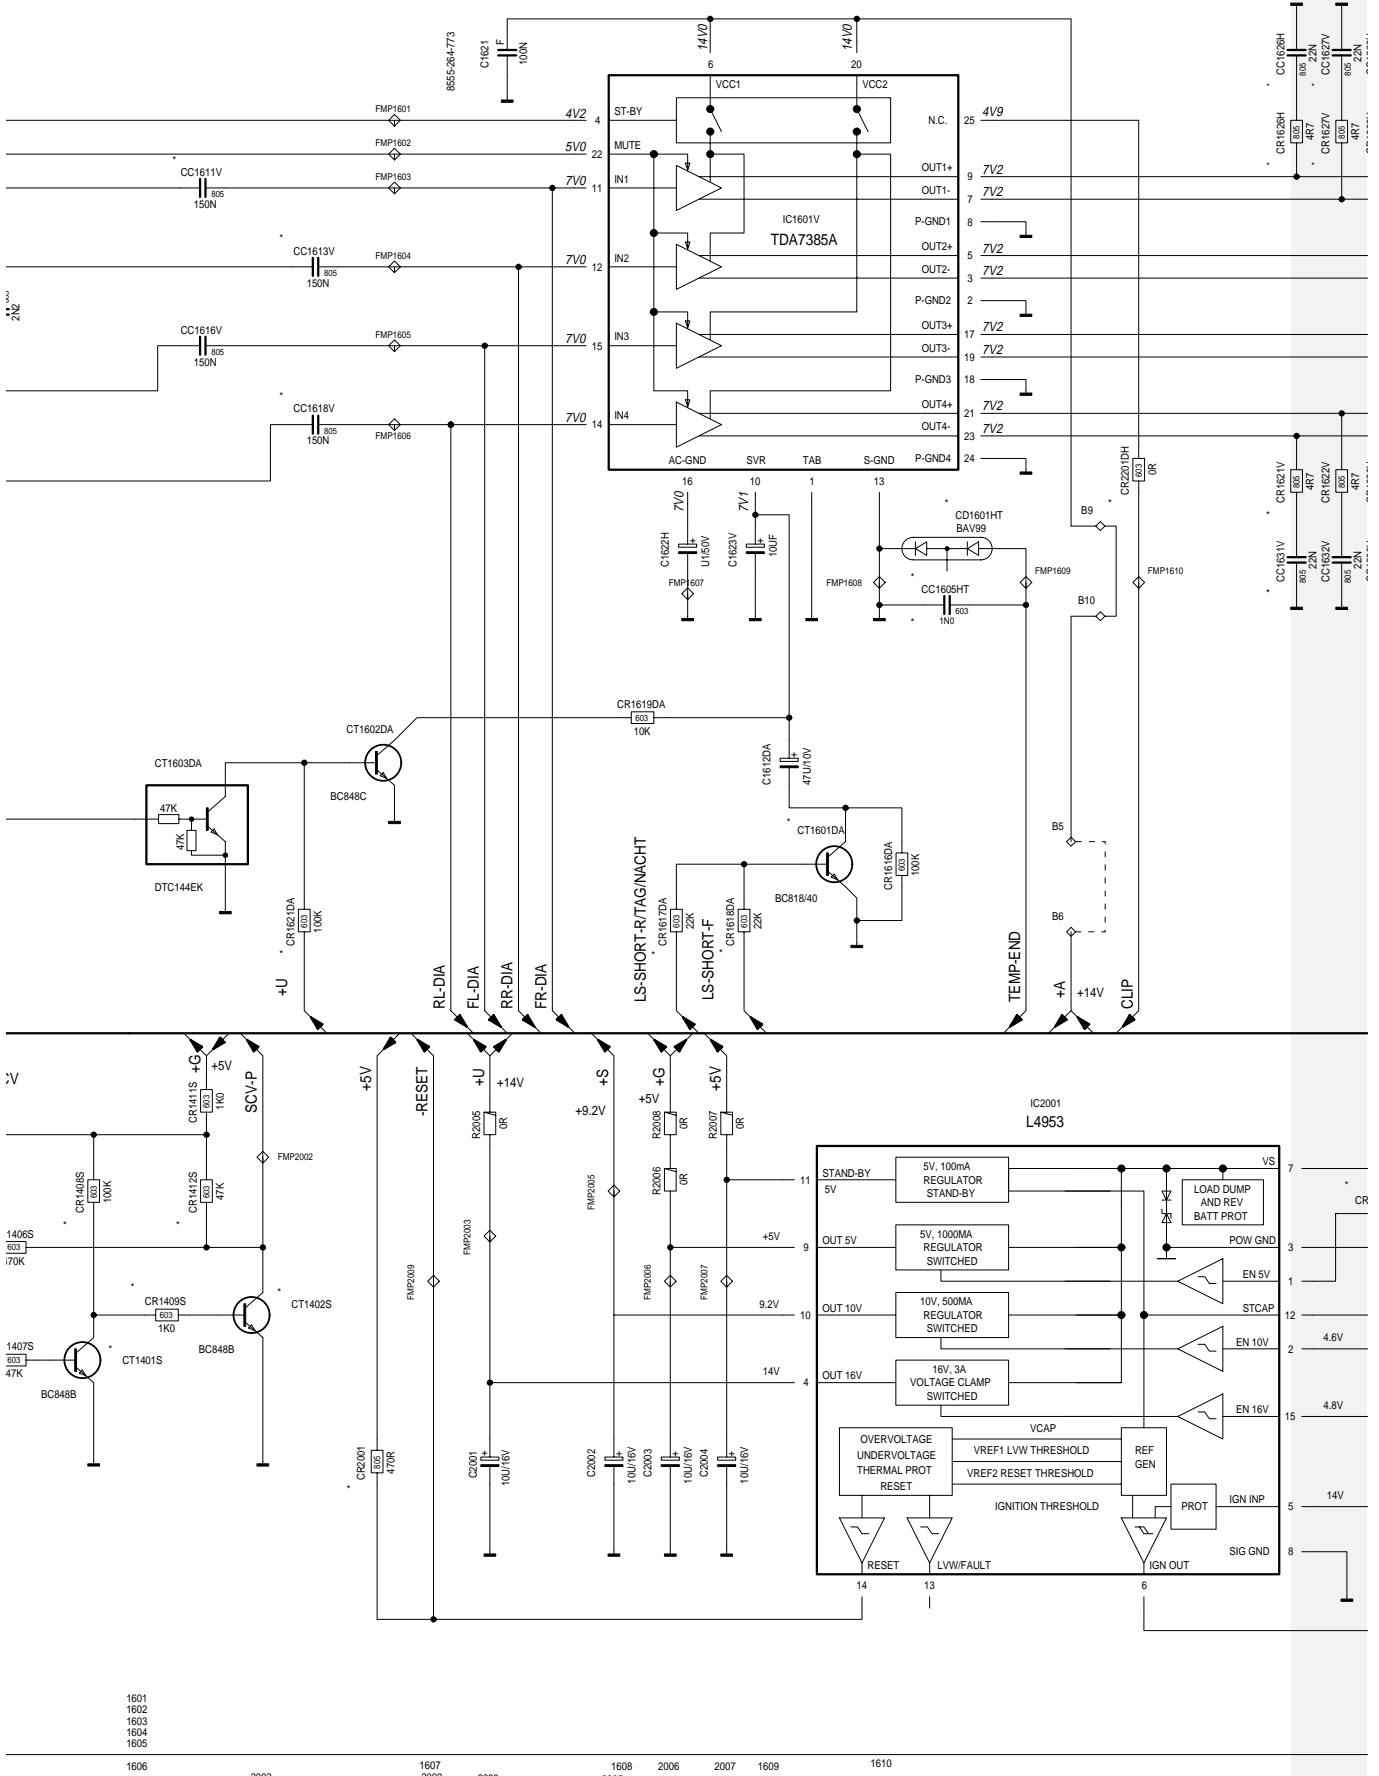 8555-264-773
C1621
F
100N
14V0
14V0
6
20
VCC1
VCC2
CC1626H
805
22N
CC1627V
805
22N
CR1626H
805
4R7
CR1627V
805
4R7
FMP1601
4V2
4
ST-BY
N.C.
25
4V9
FMP1602
5V0
22
MUTE
CC1611V
805
150N
FMP1603
7V0
11
IN1
OUT1+
9
7V2
OUT1-
7
7V2
IC1601V
TDA7385A
P-GND1
8
CC1613V
805
150N
FMP1604
7V0
12
IN2
OUT2+
5
7V2
OUT2-
3
7V2
P-GND2
2
2N2
CC1616V
805
150N
FMP1605
7V0
15
IN3
OUT3+
17
7V2
OUT3-
19
7V2
P-GND3
18
CC1618V
805
150N
FMP1606
7V0
14
IN4
OUT4+
21
7V2
OUT4-
23
7V2
P-GND4
24
AC-GND
SVR
TAB
S-GND
16
10
1
13
7V0
7V1
CR2201DH
603
0R
CR1621V
805
4R7
CR1622V
805
4R7
C1622H
U1/50V
C1623V
10UF
CD1601HT
BAV99
B9
CC1631V
805
22N
CC1632V
805
22N
FMP1607
FMP1608
CC1605HT
603
1N0
FMP1609
B10
FMP1610
CR1619DA
603
10K
CT1602DA
BC848C
CT1603DA
47K
47K
DTC144EK
C1612DA
47U/10V
CT1601DA
BC818/40
CR1616DA
603
100K
B5
B6
CR1621DA
603
100K
+U
RL-DIA
FL-DIA
RR-DIA
FR-DIA
LS-SHORT-R/TAG/NACHT
CR1617DA
603
22K
LS-SHORT-F
CR1618DA
603
22K
TEMP-END
+A
+14V
CLIP
+G
+5V
SCV-P
+5V
-RESET
+U
+14V
+S
+9.2V
+G
+5V
+5V
CR1411S
603
1K0
R2005
0R
R2008
0R
R2007
0R
R2006
0R
IC2001
L4953
FMP2002
CR1408S
603
100K
CR1412S
603
47K
FMP2005
FMP2003
11
STAND-BY
5V
5V, 100mA
REGULATOR
STAND-BY
VS
7
LOAD DUMP
AND REV
BATT PROT
CR
1406S
603
+5V
9
OUT 5V
5V, 1000MA
REGULATOR
SWITCHED
POW GND
3
FMP2009
FMP2006
FMP2007
EN 5V
1
CR1409S
603
1K0
CT1402S
BC848B
9.2V
10
OUT 10V
10V, 500MA
REGULATOR
SWITCHED
STCAP
12
1407S
603
47K
CT1401S
BC848B
EN 10V
2
4.6V
14V
4
OUT 16V
16V, 3A
VOLTAGE CLAMP
SWITCHED
EN 16V
15
4.8V
CR2001
805
470R
C2001
10U/16V
C2002
10U/16V
C2003
10U/16V
C2004
10U/16V
OVERVOLTAGE
UNDERVOLTAGE
THERMAL PROT
RESET
VCAP
VREF1 LVW THRESHOLD
VREF2 RESET THRESHOLD
REF
GEN
IGNITION THRESHOLD
PROT
IGN INP
5
14V
RESET
LVW/FAULT
IGN OUT
SIG GND
8
14
13
6
1601
1602
1603
1604
1605
1606
1607
1608
2006
2007
1609
1610